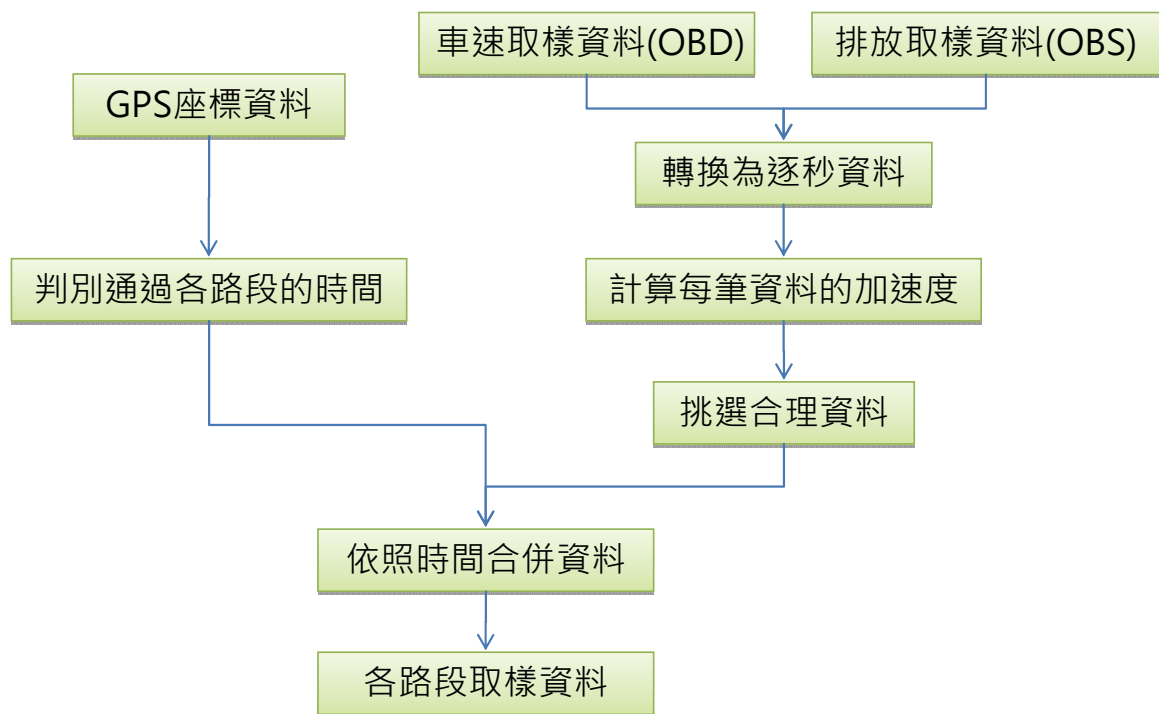 車速取樣資料(OBD)
排放取樣資料(OBS)
GPS座標資料
轉換為逐秒資料
判別通過各路段的時間
計算每筆資料的加速度
挑選合理資料
依照時間合併資料
各路段取樣資料